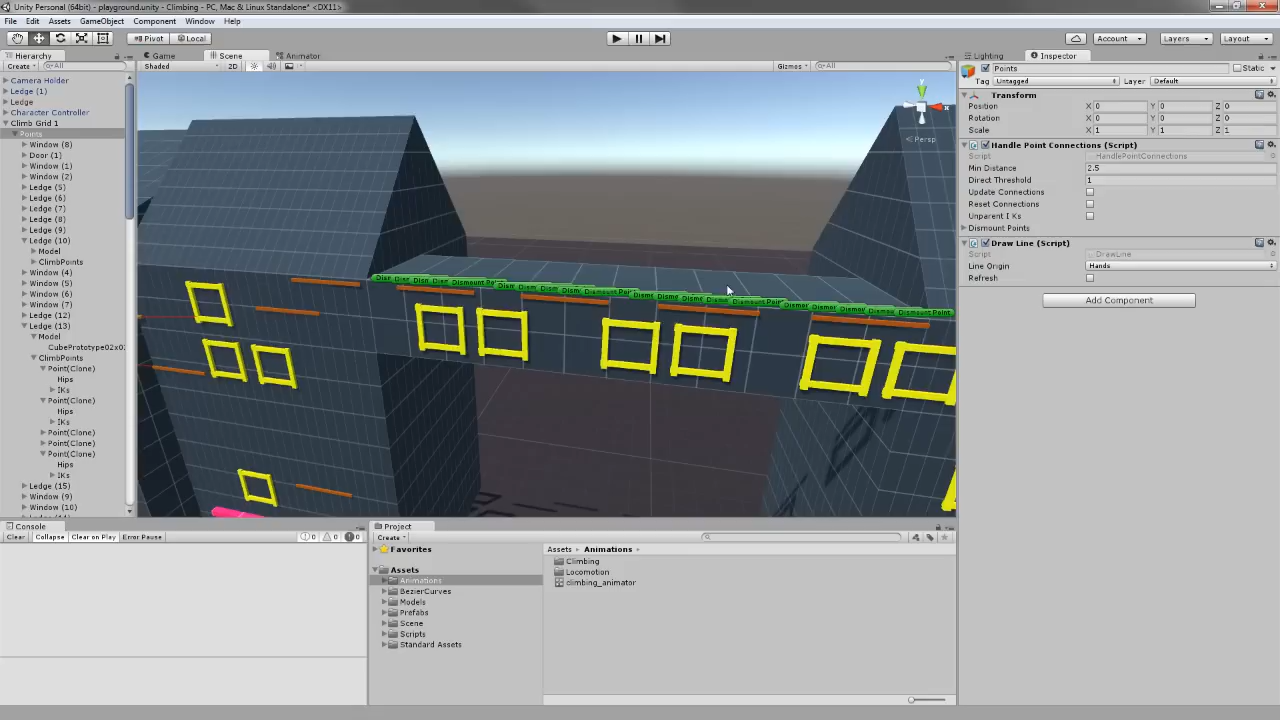 Unity Personal (64bit) - playground.unity - Climbing - PC, Mac & Linux Standalone* <DX11>
File Edit Assets GameObject Component Window Help
Pivot Local Account Layers Layout
Hierarchy Game Scene Animator Lighting Inspector
Create All Shaded 2D Gizmos All
Camera Holder
Ledge (1)
Ledge
Character Controller
Climb Grid 1
Points
Window (8)
Door (1)
Window (1)
Window (2)
Ledge (5)
Ledge (6)
Ledge (7)
Ledge (8)
Ledge (9)
Ledge (10)
Model
ClimbPoints
Window (4)
Window (5)
Window (6)
Window (7)
Ledge (12)
Ledge (13)
Model
CubePrototype02x0
ClimbPoints
Point(Clone)
Hips
IKs
Point(Clone)
Hips
IKs
Point(Clone)
Point(Clone)
Hips
IKs
Ledge (15)
Window (9)
Window (10)
y
x
Persp
Dismount Point
Dismount Point
Dismount Point
Points Static
Tag Untagged Layer Default
Transform
Position X 0 Y 0 Z 0
Rotation X 0 Y 0 Z 0
Scale X 1 Y 1 Z 1
Handle Point Connections (Script)
Script HandlePointConnections
Min Distance 2.5
Direct Threshold 1
Update Connections
Reset Connections
Unparent I Ks
Dismount Points
Draw Line (Script)
Script DrawLine
Line Origin Hands
Refresh
Add Component
Console
Clear Collapse Clear on Play Error Pause 0 0 0
Project
Create
Favorites
Assets
Animations
BezierCurves
Models
Prefabs
Scene
Scripts
Standard Assets
Assets Animations
Climbing
Locomotion
climbing_animator